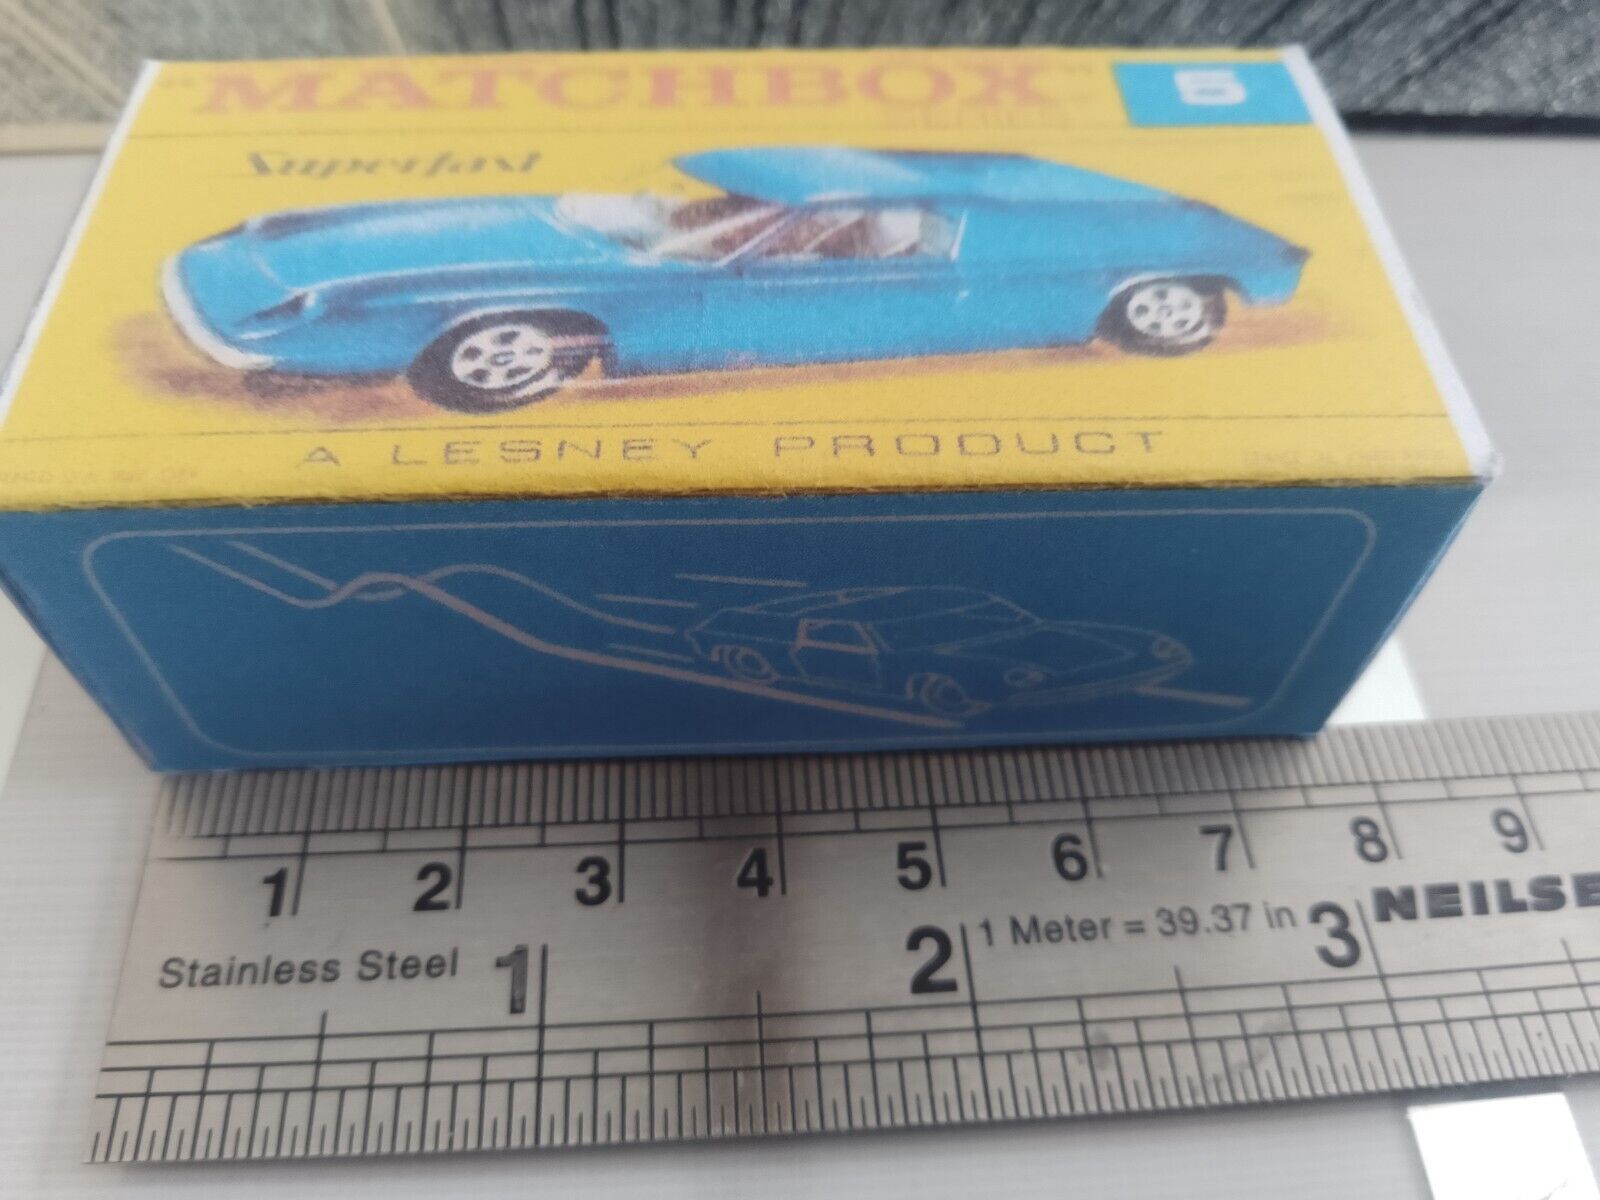 "MATCHBOX"
SERIES
5
Superfast
A LESNEY PRODUCT
1 2 3 4 5 6 7 8 9
Stainless Steel 1 2 1 Meter = 39.37 in 3 NEILSE